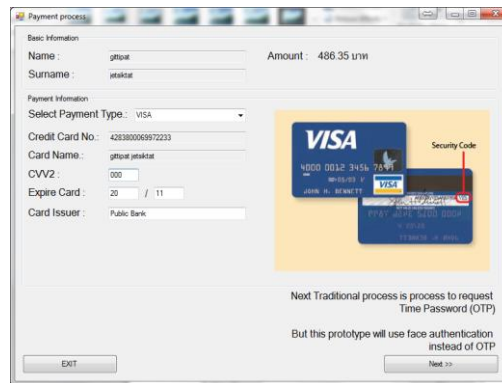 Payment process
Basic Information
Name : gittipat
Surname : jetsiktat
Amount : 486.35 บาท
Payment Information
Select Payment Type.: VISA
Credit Card No.: 4283800069972233
Card Name.: gittipat jetsiktat
CVV2 : 000
Expire Card : 20 / 11
Card Issuer : Public Bank
VISA
Security Code
4000 0012 3456
VISA
JOHN H. BENNETT
Next Traditional process is process to request
Time Password (OTP)
But this prototype will use face authentication
instead of OTP
EXIT
Next >>